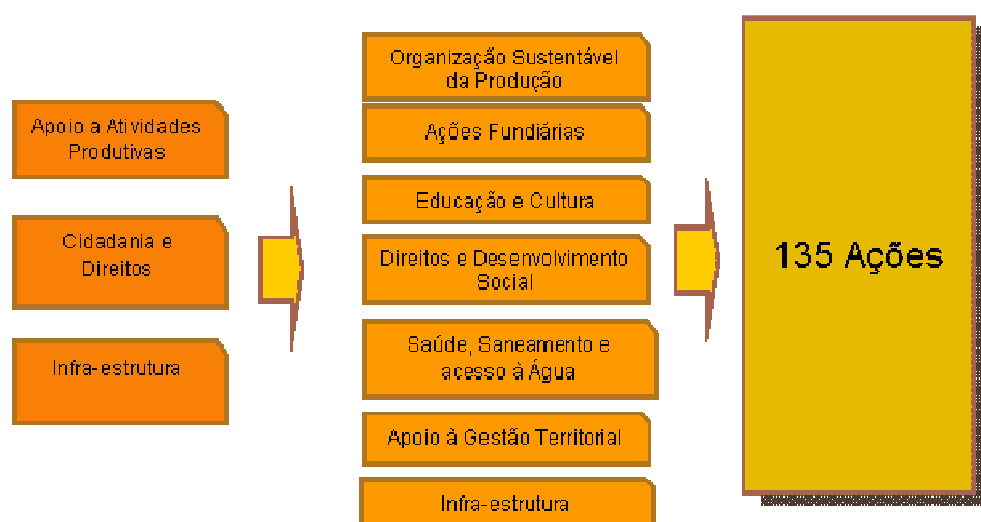 Apoio a Atividades
Produtivas
Cidadania e
Direitos
Infra-estrutura
Organização Sustentável
da Produção
Ações Fundiárias
Educação e Cultura
Direitos e Desenvolvimento
Social
Saúde, Saneamento e
acesso à Água
Apoio à Gestão Territorial
Infra-estrutura
135 Ações